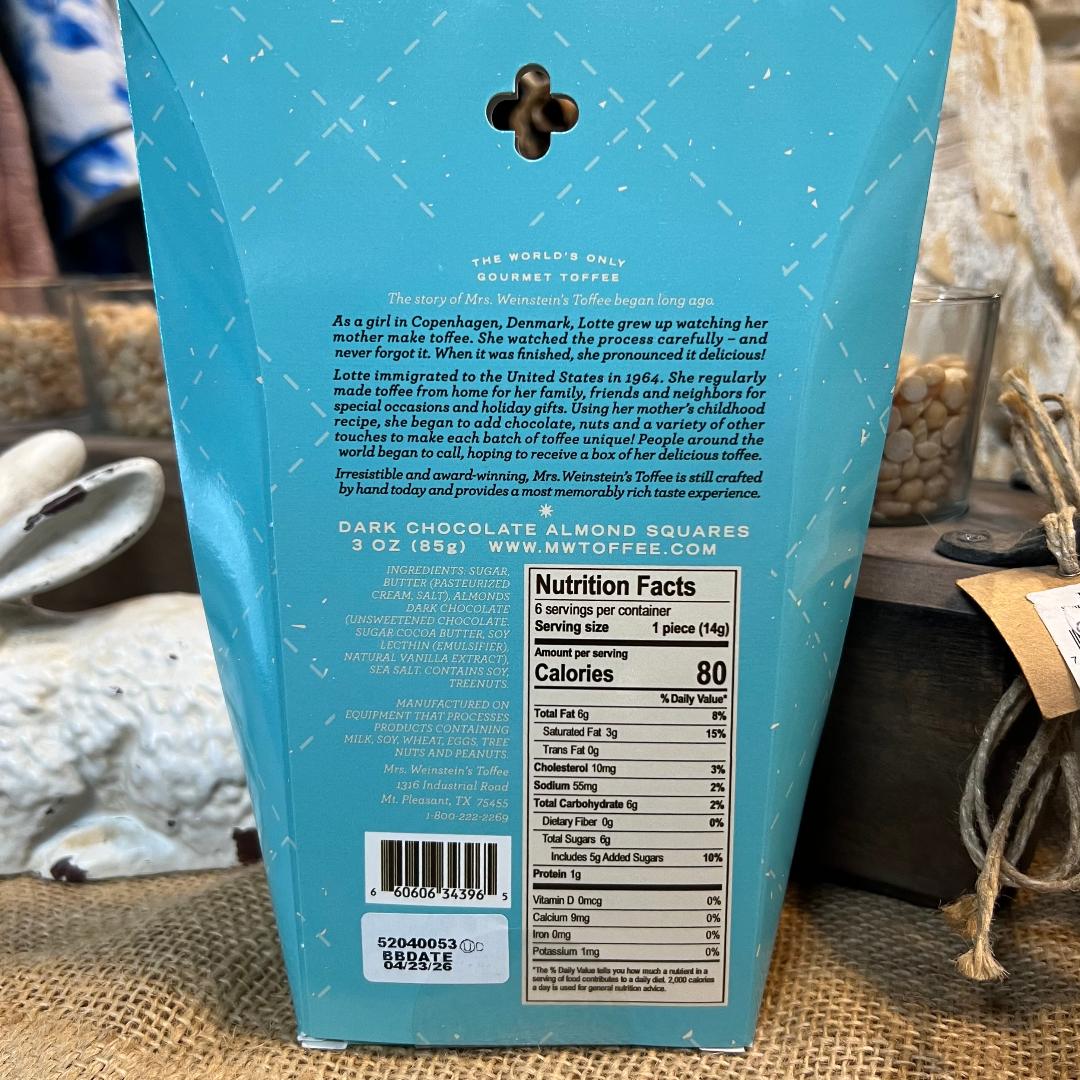 THE WORLD'S ONLY
GOURMET TOFFEE
The story of Mrs. Weinstein's Toffee began long ago.
As a girl in Copenhagen, Denmark, Lotte grew up watching her
mother make toffee. She watched the process carefully – and
never forgot it. When it was finished, she pronounced it delicious!
Lotte immigrated to the United States in 1964. She regularly
made toffee from home for her family, friends and neighbors for
special occasions and holiday gifts. Using her mother's childhood
recipe, she began to add chocolate, nuts and a variety of other
touches to make each batch of toffee unique! People around the
world began to call, hoping to receive a box of her delicious toffee.
Irresistible and award-winning, Mrs. Weinstein's Toffee is still crafted
by hand today and provides a most memorably rich taste experience.
DARK CHOCOLATE ALMOND SQUARES
3 OZ (85g) WWW.MWTOFFEE.COM
INGREDIENTS: SUGAR,
BUTTER (PASTEURIZED
CREAM, SALT), ALMONDS
DARK CHOCOLATE
(UNSWEETENED CHOCOLATE.
SUGAR COCOA BUTTER, SOY
LECTHIN (EMULSIFIER),
NATURAL VANILLA EXTRACT),
SEA SALT. CONTAINS SOY,
TREENUTS.
MANUFACTURED ON
EQUIPMENT THAT PROCESSES
PRODUCTS CONTAINING
MILK, SOY, WHEAT, EGGS, TREE
NUTS AND PEANUTS.
Mrs. Weinstein's Toffee
1316 Industrial Road
Mt. Pleasant, TX 75455
1-800-222-2269
6 60606 34396 5
52040053 U D
BBDATE
04/23/26
Nutrition Facts
6 servings per container
Serving size 1 piece (14g)
Amount per serving
Calories 80
% Daily Value*
Total Fat 6g 8%
Saturated Fat 3g 15%
Trans Fat 0g
Cholesterol 10mg 3%
Sodium 55mg 2%
Total Carbohydrate 6g 2%
Dietary Fiber 0g 0%
Total Sugars 6g
Includes 5g Added Sugars 10%
Protein 1g
Vitamin D 0mcg 0%
Calcium 9mg 0%
Iron 0mg 0%
Potassium 1mg 0%
*The % Daily Value tells you how much a nutrient in a
serving of food contributes to a daily diet. 2,000 calories
a day is used for general nutrition advice.